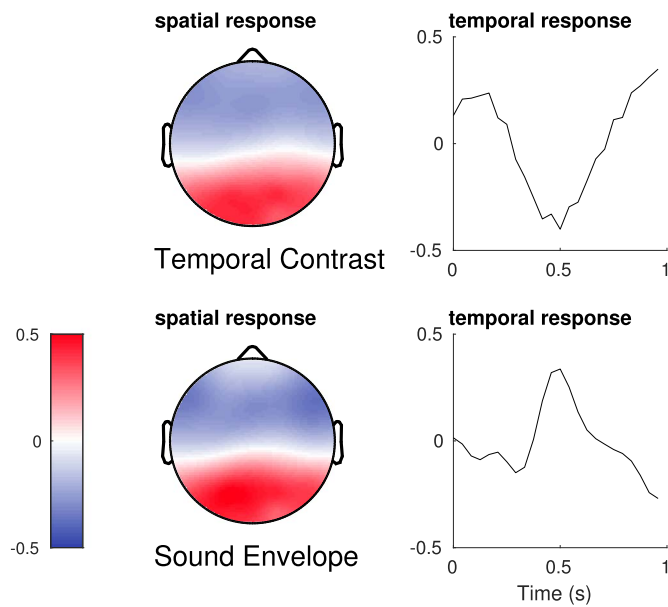 spatial response
temporal response
0.5
0
-0.5
0
0.5
1
Temporal Contrast
spatial response
temporal response
0.5
0
-0.5
0.5
0
-0.5
0
0.5
1
Sound Envelope
Time (s)